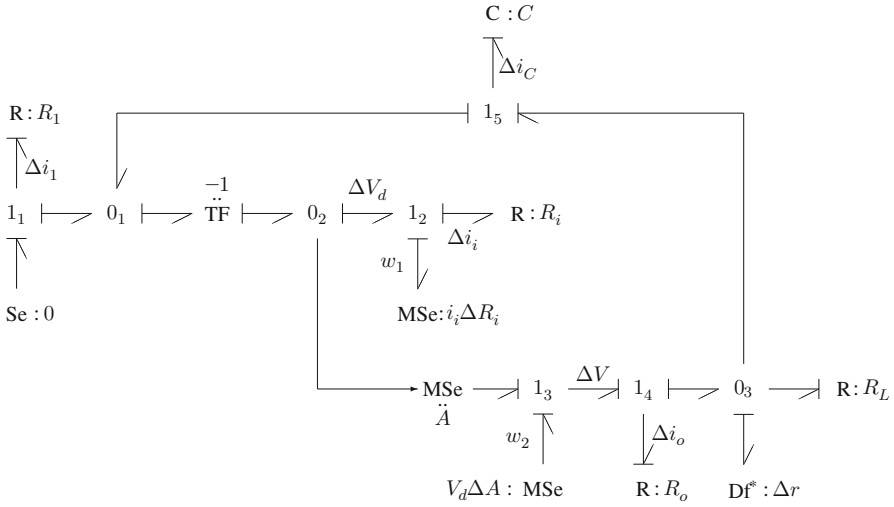 C : C
Δi_C
1_5
R : R_1
Δi_1
-1
ΔV_d
1_1
0_1
TF
0_2
1_2
R : R_i
Δi_i
w_1
Se : 0
MSe: i_iΔR_i
ΔV
MSe
1_3
1_4
0_3
R : R_L
A
w_2
Δi_o
V_dΔA : MSe
R : R_o
Df* : Δr